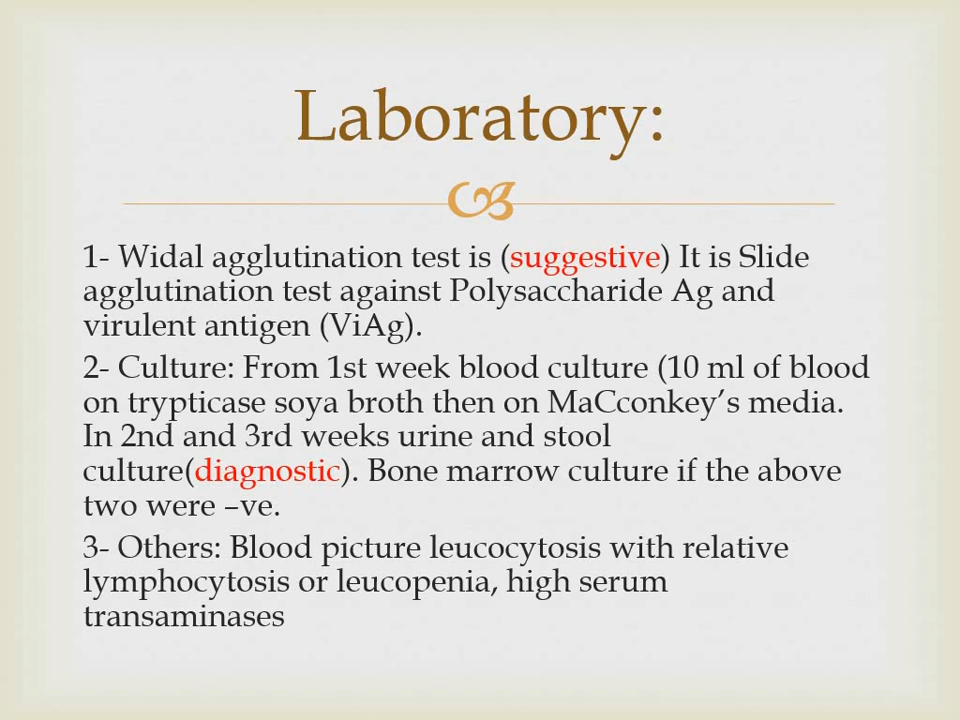 Laboratory:
1- Widal agglutination test is (suggestive) It is Slide
agglutination test against Polysaccharide Ag and
virulent antigen (ViAg).
2- Culture: From 1st week blood culture (10 ml of blood
on trypticase soya broth then on MaCconkey’s media.
In 2nd and 3rd weeks urine and stool
culture(diagnostic). Bone marrow culture if the above
two were –ve.
3- Others: Blood picture leucocytosis with relative
lymphocytosis or leucopenia, high serum
transaminases